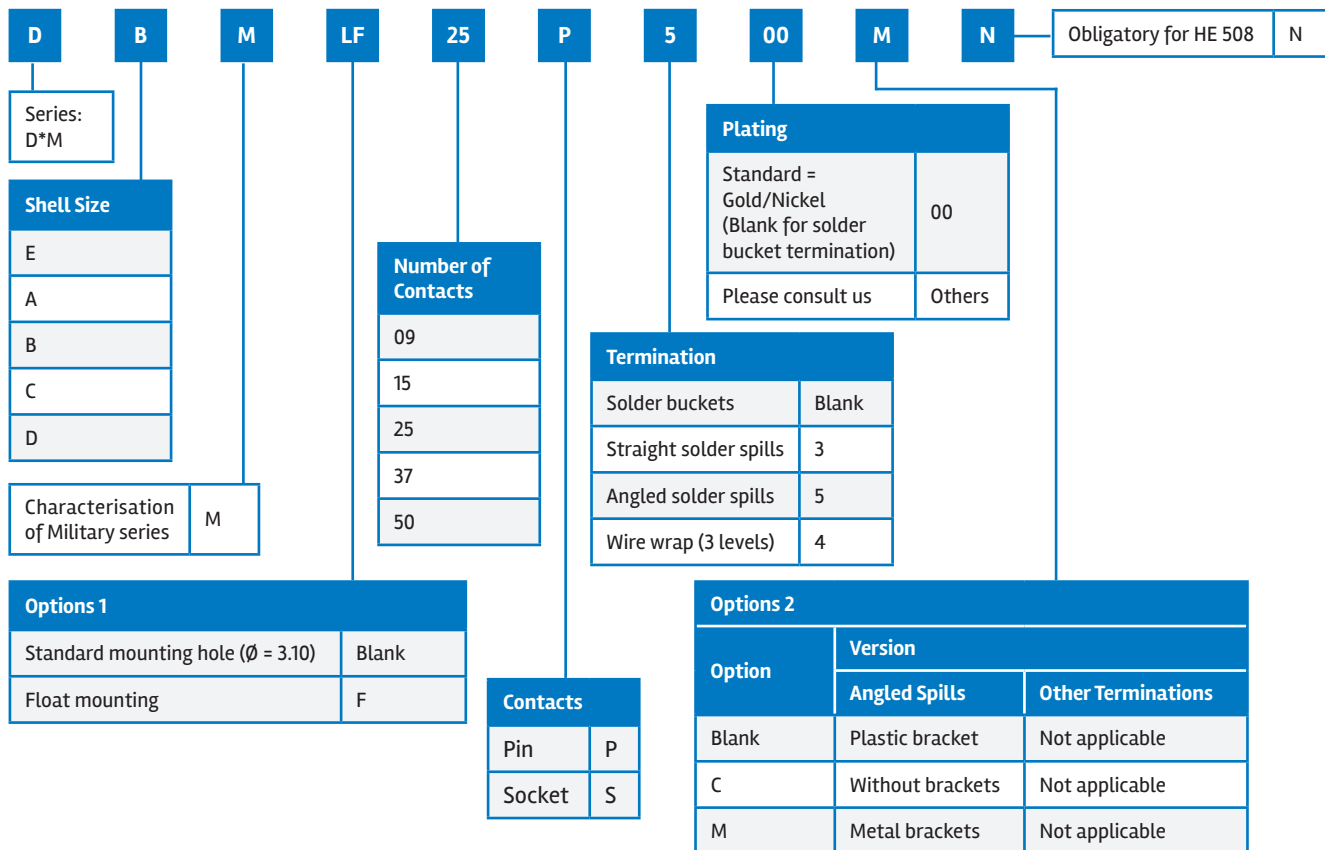 D B M LF 25 P 5 00 M N
Obligatory for HE 508 N
Series:
D*M
Shell Size
E
A
B
C
D
Characterisation
of Military series M
Options 1
Standard mounting hole (Ø = 3.10) Blank
Float mounting F
Number of
Contacts
09
15
25
37
50
Contacts
Pin P
Socket S
Termination
Solder buckets Blank
Straight solder spills 3
Angled solder spills 5
Wire wrap (3 levels) 4
Plating
Standard =
Gold/Nickel
(Blank for solder
bucket termination) 00
Please consult us Others
Options 2
Option Version
Angled Spills Other Terminations
Blank Plastic bracket Not applicable
C Without brackets Not applicable
M Metal brackets Not applicable